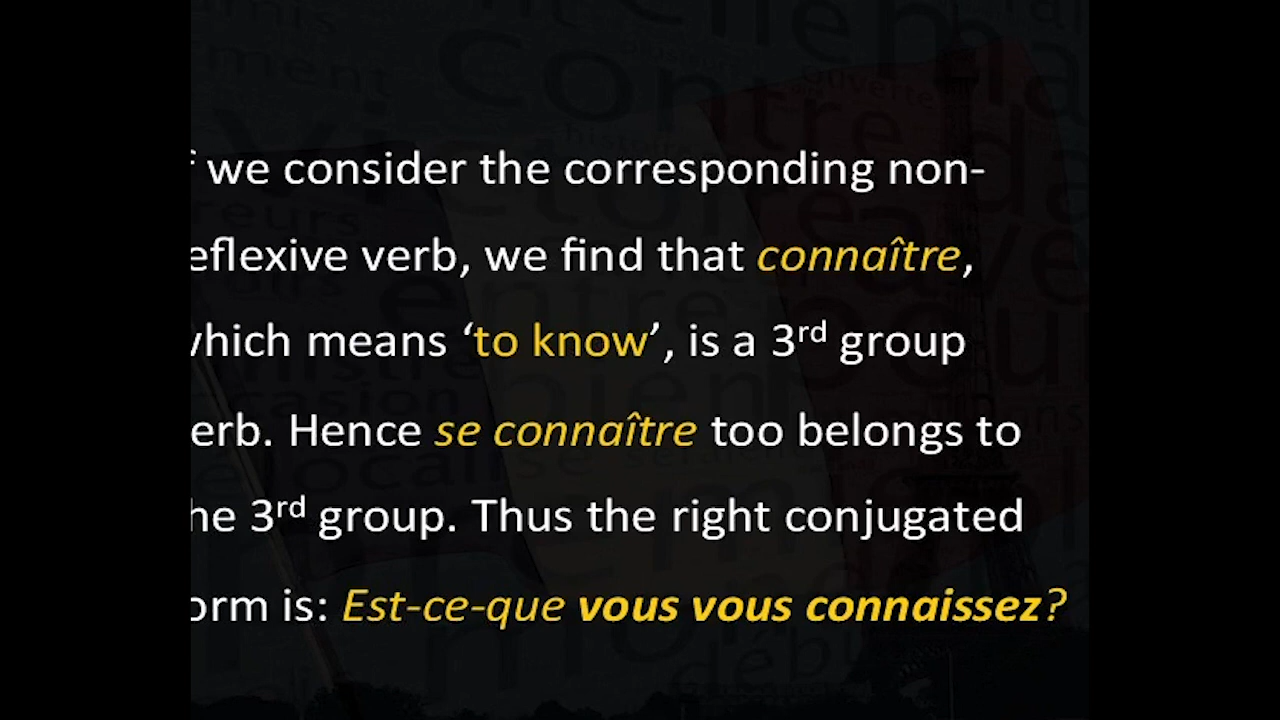 f we consider the corresponding non-
eflexive verb, we find that connaître,
which means ‘to know’, is a 3rd group
erb. Hence se connaître too belongs to
he 3rd group. Thus the right conjugated
orm is: Est-ce-que vous vous connaissez?